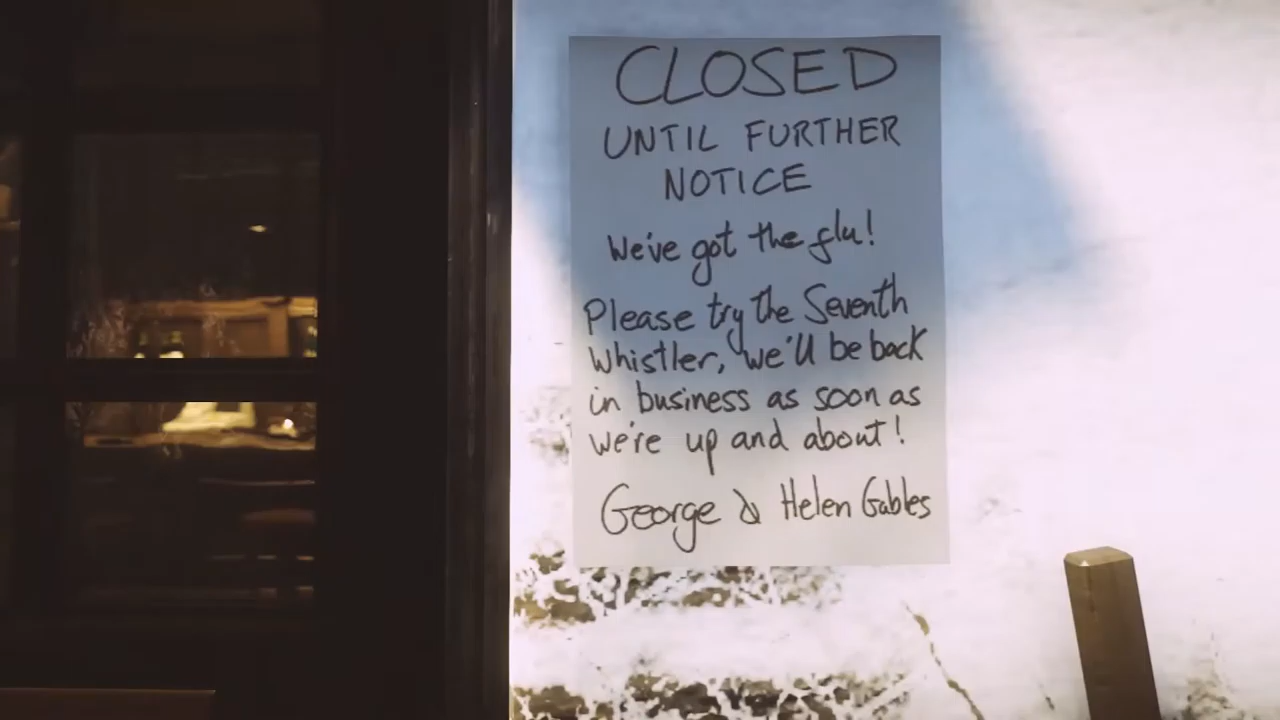 CLOSED
UNTIL FURTHER
NOTICE
We've got the flu!
Please try the Seventh
Whistler, we'll be back
in business as soon as
we're up and about!
George & Helen Gables